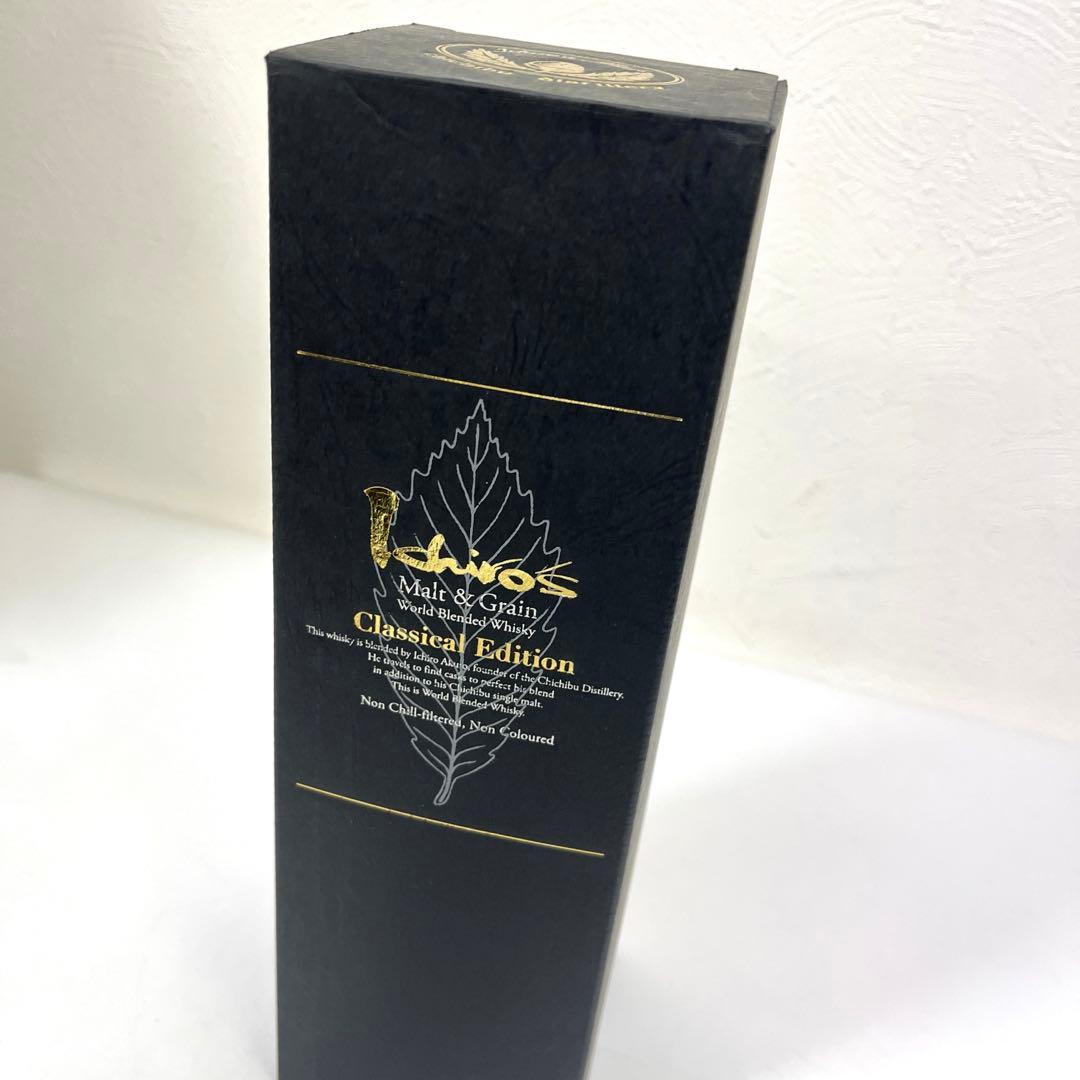 Distillery
Ichiro's
Malt & Grain
World Blended Whisky
Classical Edition
This whisky is blended by Ichiro Akuto, founder of the Chichibu Distillery.
He travels to find casks to perfect his blend
in addition to his Chichibu single malt.
This is World Blended Whisky.
Non Chill-filtered, Non Coloured